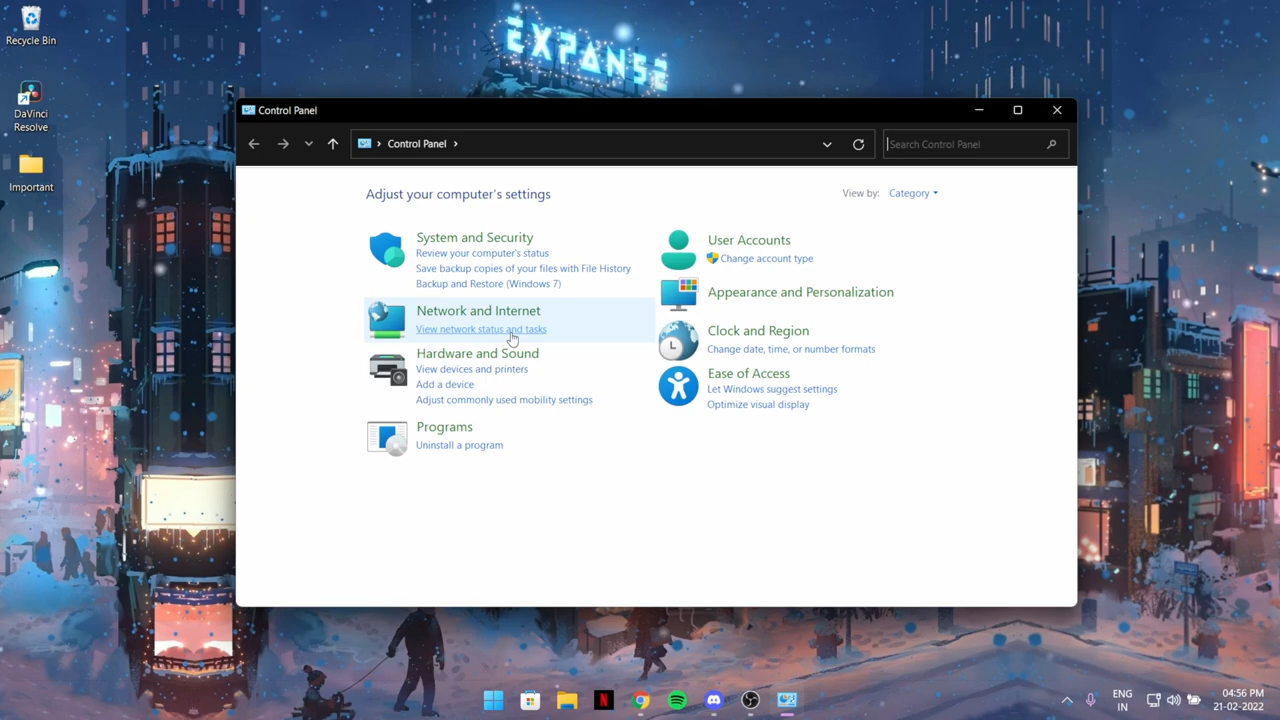 Recycle Bin
DaVinci
Resolve
Important
EXPANSE
Control Panel
Control Panel
Search Control Panel
Adjust your computer's settings
View by: Category
System and Security
Review your computer's status
Save backup copies of your files with File History
Backup and Restore (Windows 7)
Network and Internet
View network status and tasks
Hardware and Sound
View devices and printers
Add a device
Adjust commonly used mobility settings
Programs
Uninstall a program
User Accounts
Change account type
Appearance and Personalization
Clock and Region
Change date, time, or number formats
Ease of Access
Let Windows suggest settings
Optimize visual display
N
ENG
IN
04:56 PM
21-02-2022